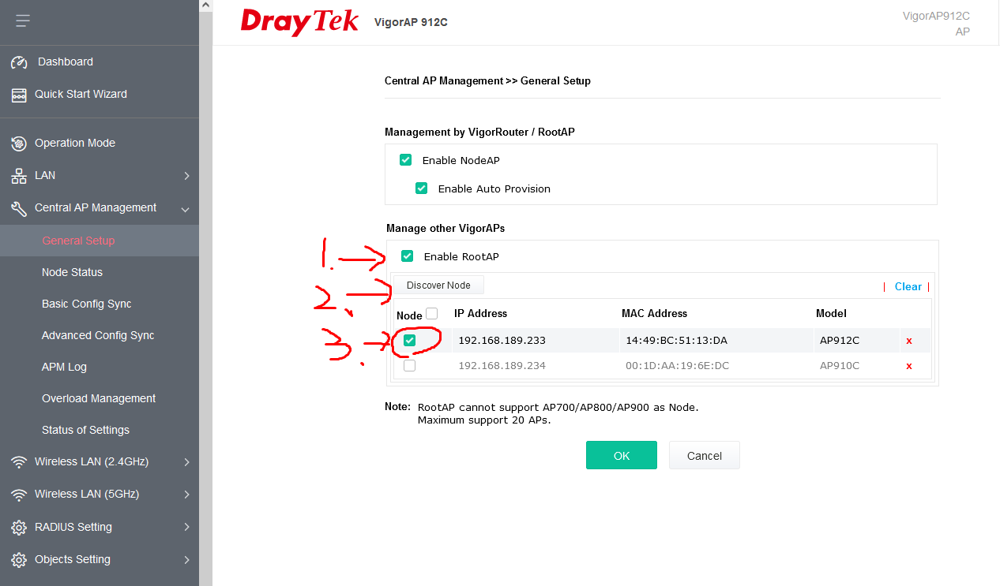 Dashboard
Quick Start Wizard
Operation Mode
LAN
Central AP Management
General Setup
Node Status
Basic Config Sync
Advanced Config Sync
APM Log
Overload Management
Status of Settings
Wireless LAN (2.4GHz)
Wireless LAN (5GHz)
RADIUS Setting
Objects Setting
DrayTek VigorAP 912C
VigorAP912C
AP
Central AP Management >> General Setup
Management by VigorRouter / RootAP
Enable NodeAP
Enable Auto Provision
Manage other VigorAPs
1. Enable RootAP
2. Discover Node | Clear |
Node IP Address MAC Address Model
3. 192.168.189.233 14:49:BC:51:13:DA AP912C x
192.168.189.234 00:1D:AA:19:6E:DC AP910C x
Note: RootAP cannot support AP700/AP800/AP900 as Node.
Maximum support 20 APs.
OK Cancel